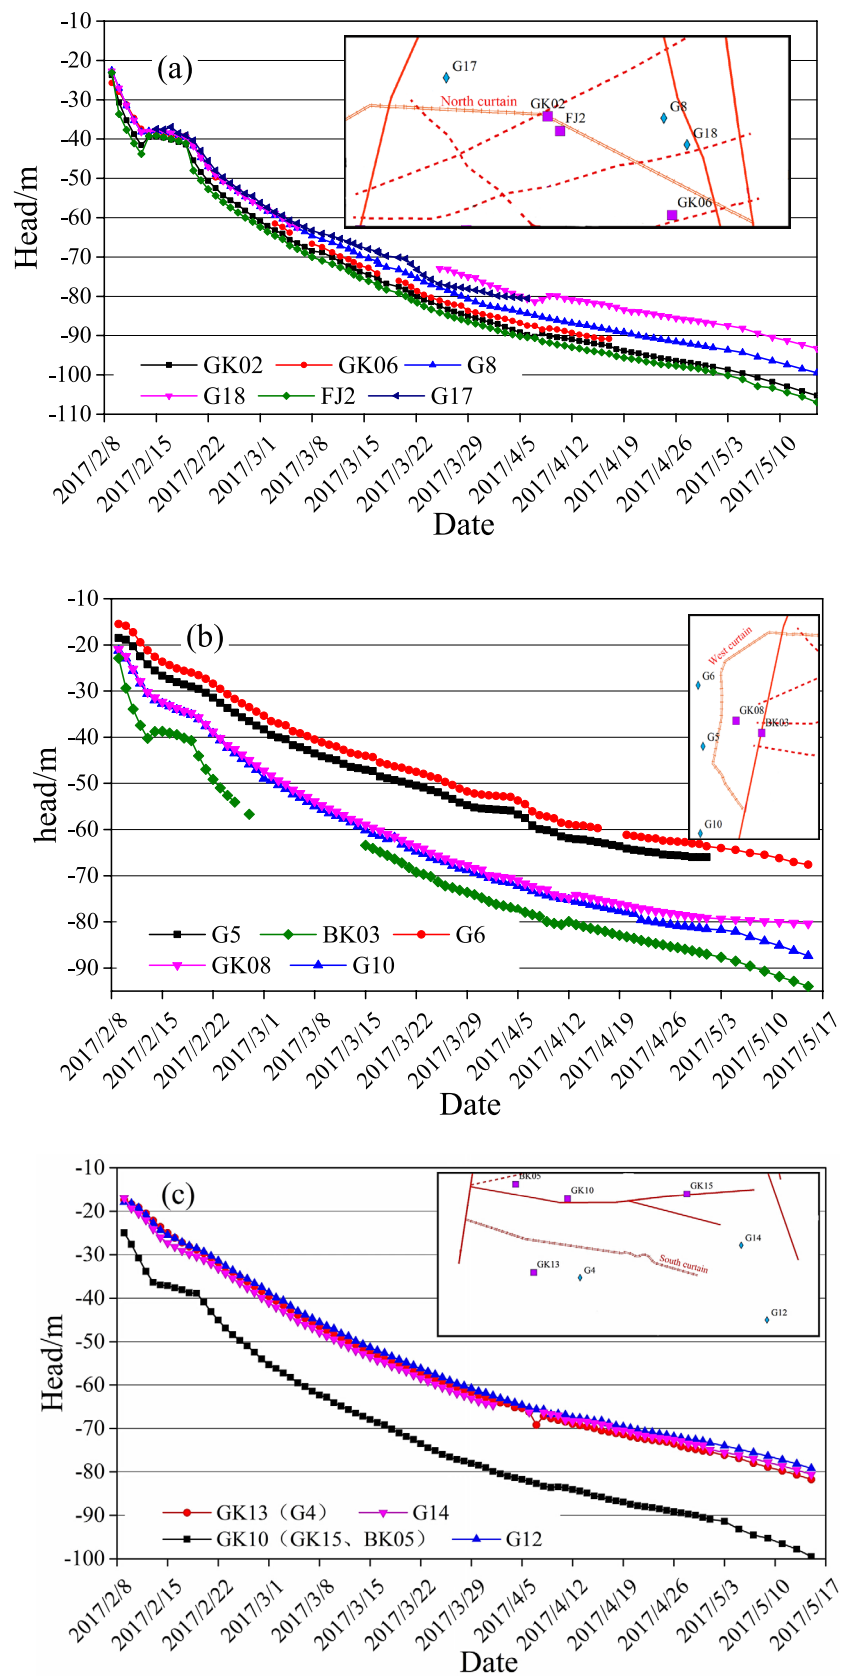 -10
-20
-30
-40
-50
-60
-70
-80
-90
-100
-110
Head/m
(a)
G17
North curtain
GK02
FJ2
G8
G18
GK06
GK02 GK06 G8
G18 FJ2 G17
2017/2/8 2017/2/15 2017/2/22 2017/3/1 2017/3/8 2017/3/15 2017/3/22 2017/3/29 2017/4/5 2017/4/12 2017/4/19 2017/4/26 2017/5/3 2017/5/10
Date
-10
-20
-30
-40
-50
-60
-70
-80
-90
head/m
(b)
West curtain
G6
GK08
BK03
G5
G10
G5 BK03 G6
GK08 G10
2017/2/8 2017/2/15 2017/2/22 2017/3/1 2017/3/8 2017/3/15 2017/3/22 2017/3/29 2017/4/5 2017/4/12 2017/4/19 2017/4/26 2017/5/3 2017/5/10 2017/5/17
Date
-10
-20
-30
-40
-50
-60
-70
-80
-90
-100
Head/m
(c)
BK05
GK10
GK15
G14
South curtain
GK13
G4
G12
GK13（G4） G14
GK10（GK15、BK05） G12
2017/2/8 2017/2/15 2017/2/22 2017/3/1 2017/3/8 2017/3/15 2017/3/22 2017/3/29 2017/4/5 2017/4/12 2017/4/19 2017/4/26 2017/5/3 2017/5/10 2017/5/17
Date